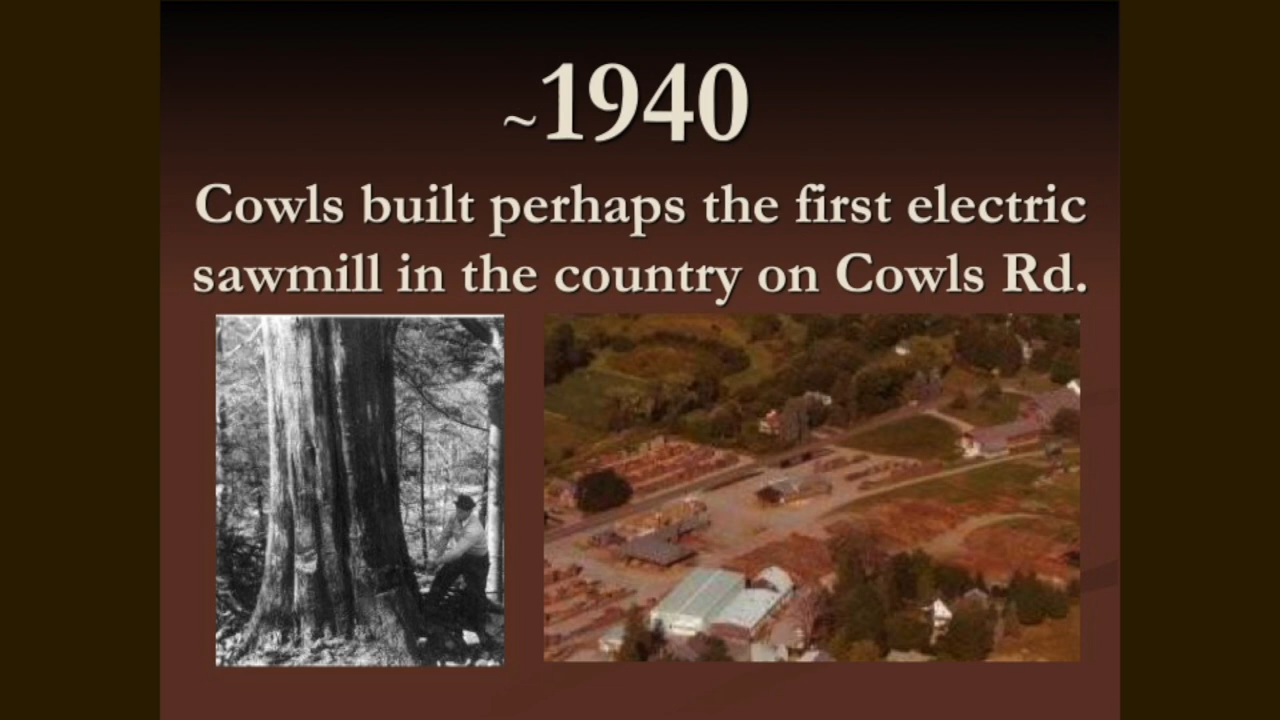 ~1940
Cowls built perhaps the first electric
sawmill in the country on Cowls Rd.